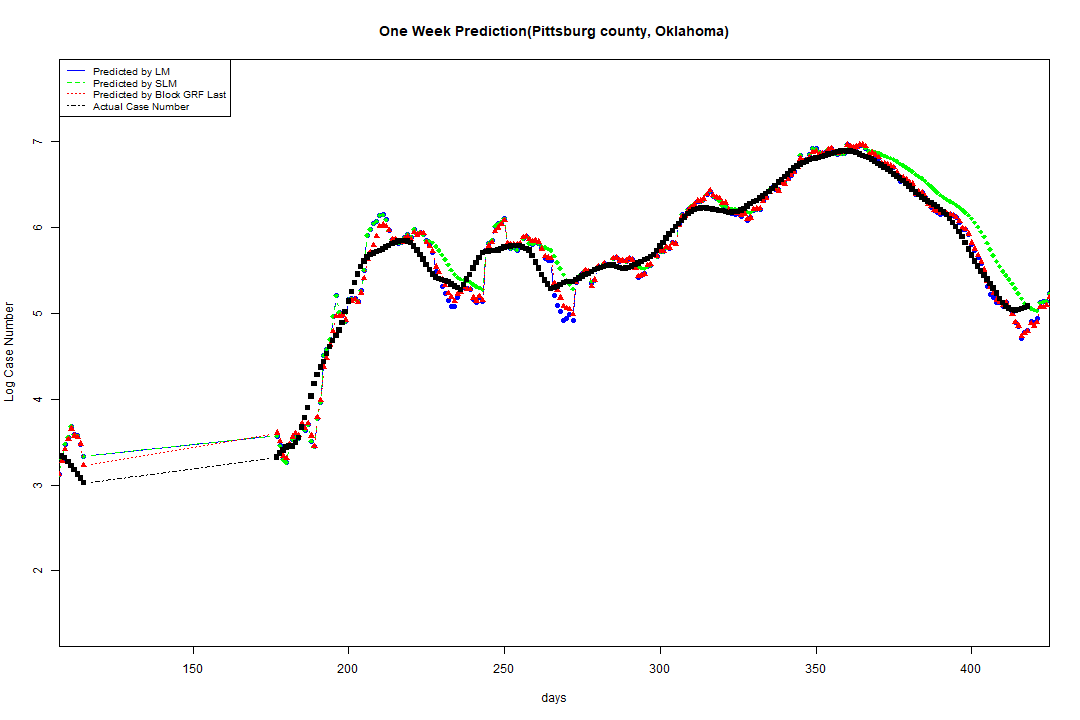 One Week Prediction(Pittsburg county, Oklahoma)
Predicted by LM
Predicted by SLM
Predicted by Block GRF Last
Actual Case Number
7
6
5
4
3
2
Log Case Number
150 200 250 300 350 400
days